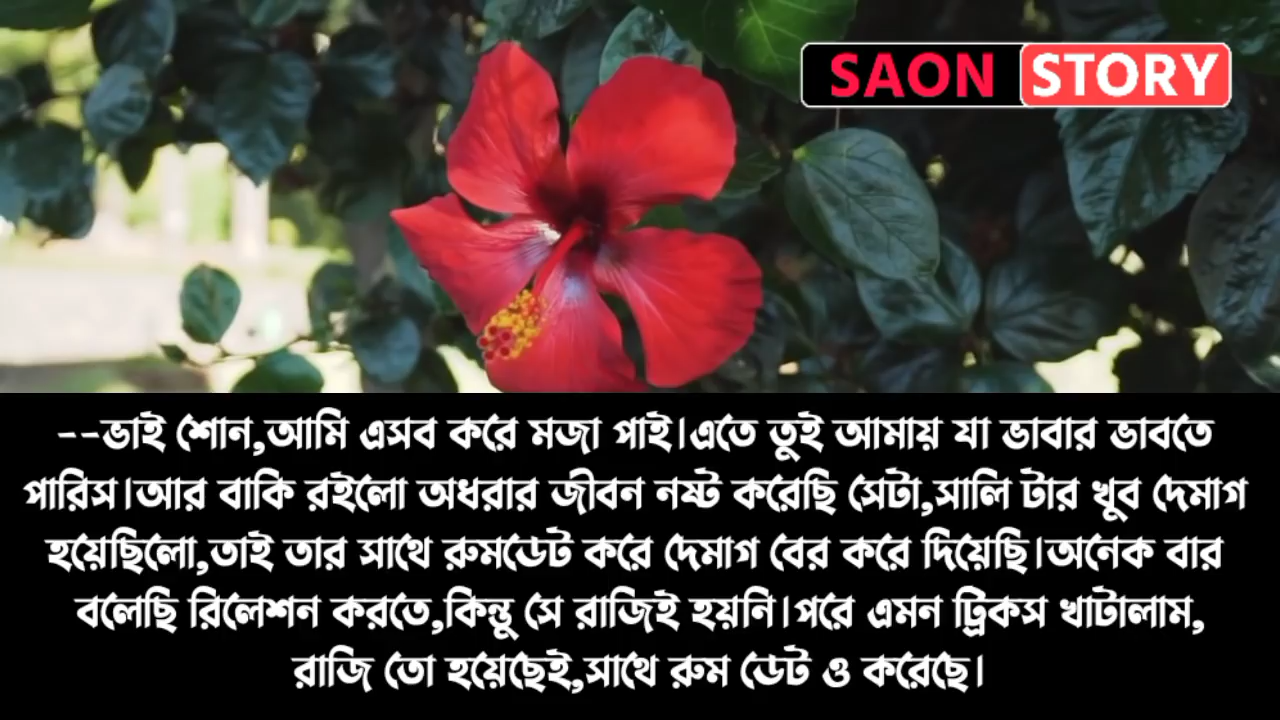 SAON STORY
--ভাই শোন,আমি এসব করে মজা পাই।এতে তুই আমায় যা ভাবার ভাবতে
পারিস।আর বাকি রইলো অধরার জীবন নষ্ট করেছি সেটা,সালি টার খুব দেমাগ
হয়েছিলো,তাই তার সাথে রুমডেট করে দেমাগ বের করে দিয়েছি।অনেক বার
বলেছি রিলেশন করতে,কিন্তু সে রাজিই হয়নি।পরে এমন ট্রিকস খাটালাম,
রাজি তো হয়েছেই,সাথে রুম ডেট ও করেছে।